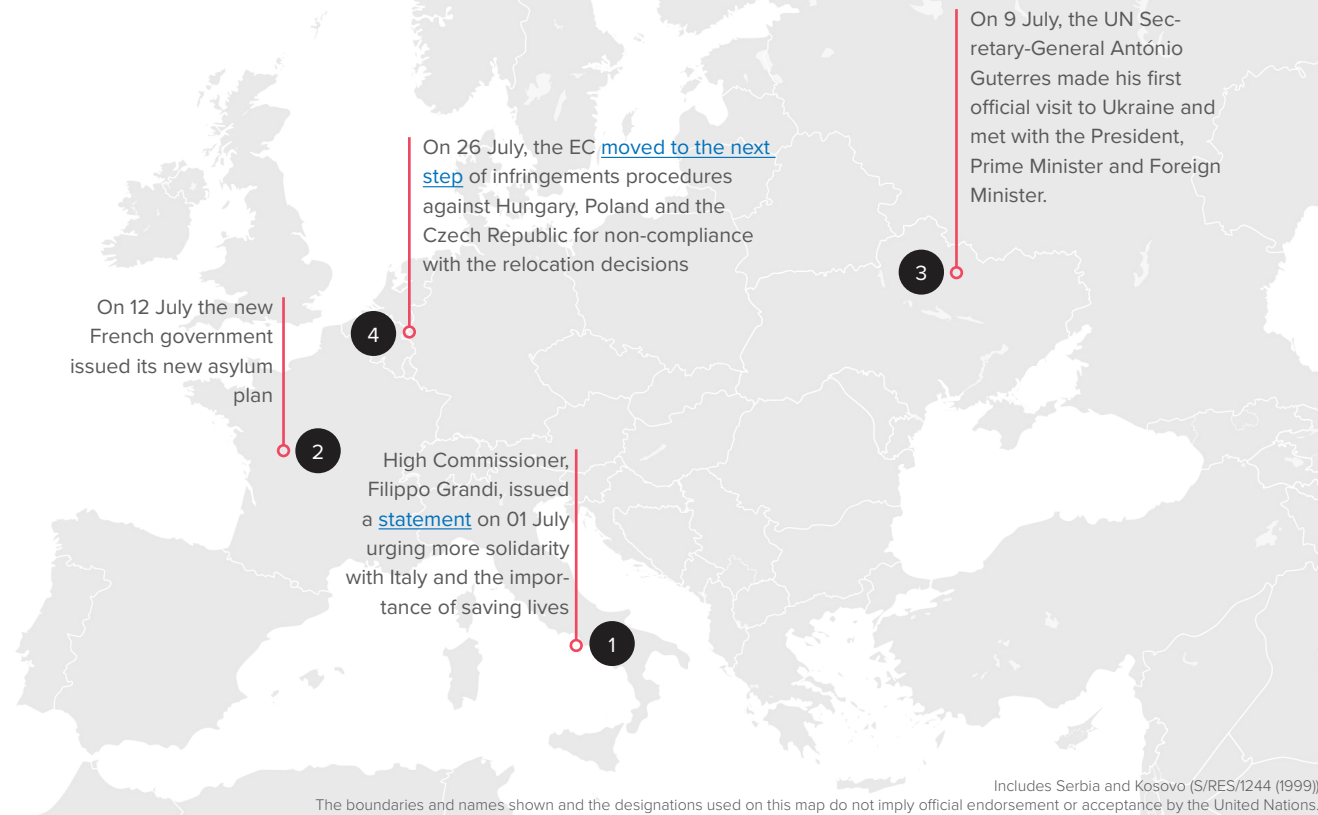 On 9 July, the UN Sec-
retary-General António
Guterres made his first
official visit to Ukraine and
met with the President,
Prime Minister and Foreign
Minister.
On 26 July, the EC moved to the next
step of infringements procedures
against Hungary, Poland and the
Czech Republic for non-compliance
with the relocation decisions
3
On 12 July the new
French government
issued its new asylum
plan
4
2
High Commissioner,
Filippo Grandi, issued
a statement on 01 July
urging more solidarity
with Italy and the impor-
tance of saving lives
1
Includes Serbia and Kosovo (S/RES/1244 (1999))
The boundaries and names shown and the designations used on this map do not imply official endorsement or acceptance by the United Nations.